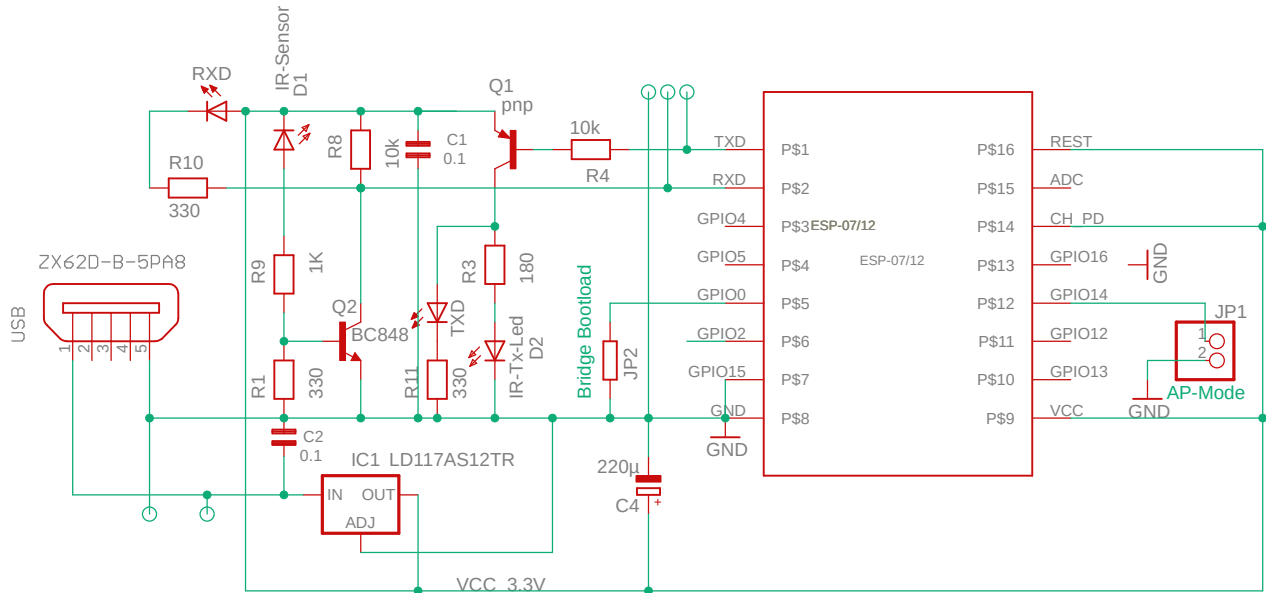 IR-Sensor
D1
RXD
Q1
pnp
R10
330
R8
10k
C1
0.1
10k
R4
ZX62D-B-5PA8
USB
1
2
3
4
5
R9
1K
Q2
BC848
R1
330
C2
0.1
R11
330
TXD
R3
180
IR-Tx-Led
D2
Bridge Bootload
JP2
IC1 LD117AS12TR
IN OUT
ADJ
220µ
C4
+
VCC 3.3V
TXD P$1
RXD P$2
GPIO4 P$3
GPIO5 P$4
GPIO0 P$5
GPIO2 P$6
GPIO15 P$7
GND P$8
GND
ESP-07/12
ESP-07/12
P$16 REST
P$15 ADC
P$14 CH_PD
P$13 GPIO16
P$12 GPIO14
P$11 GPIO12
P$10 GPIO13
P$9 VCC
GND
JP1
1
2
GND
AP-Mode